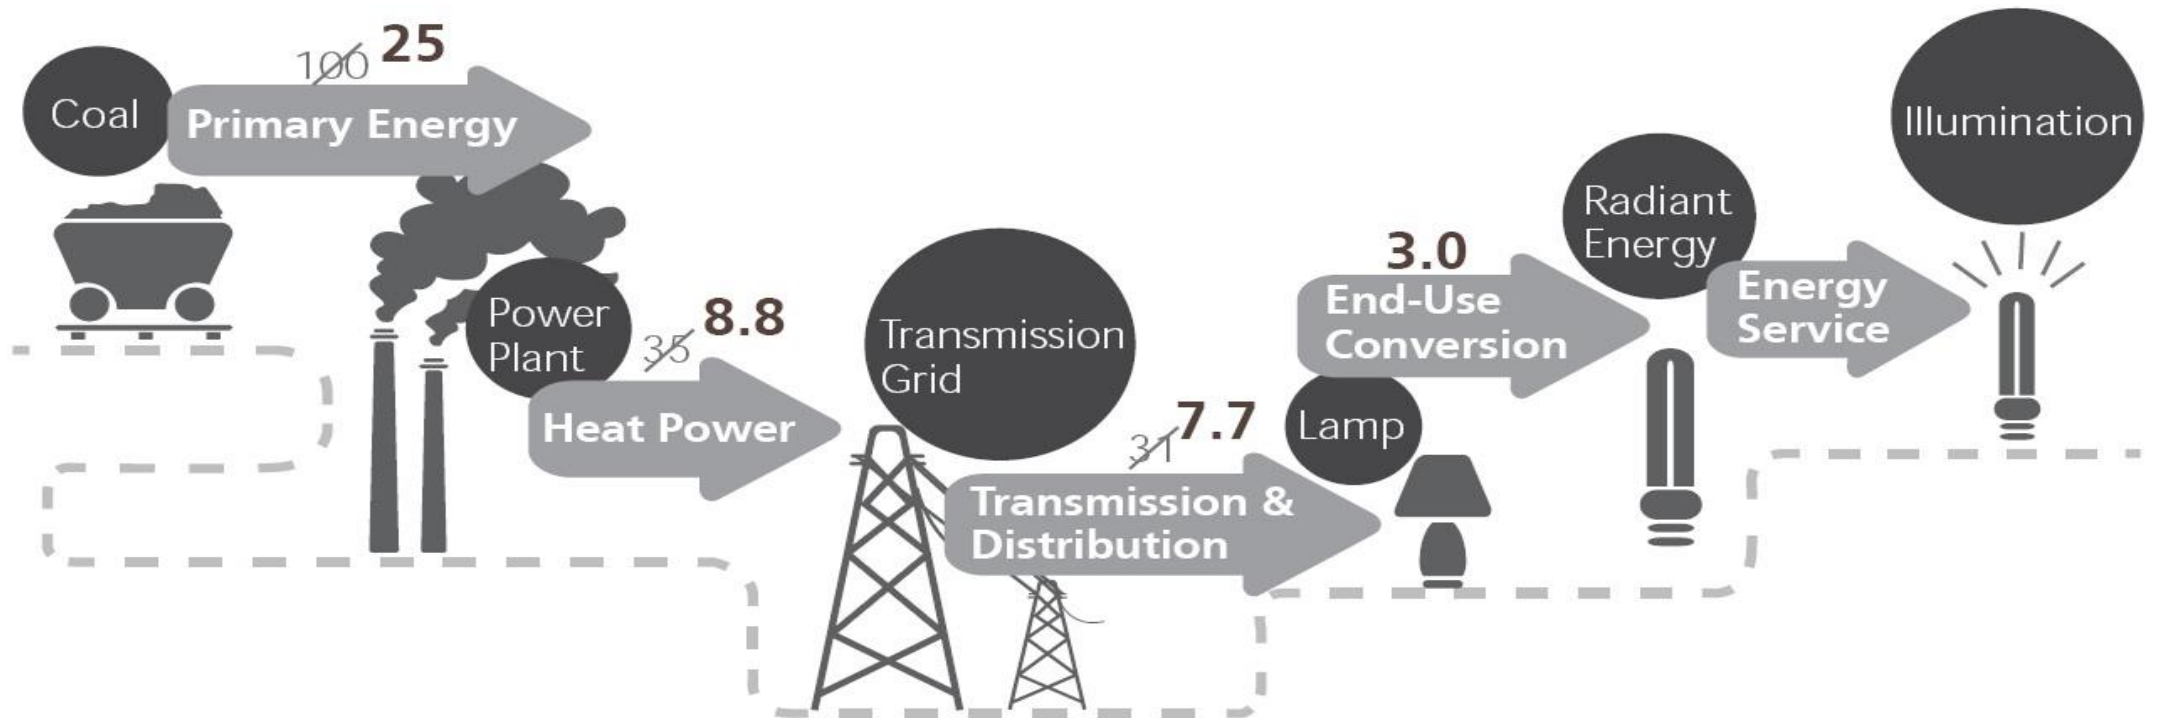 100 25
Coal
Primary Energy
Power
Plant
35 8.8
Heat Power
Transmission
Grid
31 7.7
Transmission &
Distribution
Lamp
3.0
End-Use
Conversion
Radiant
Energy
Energy
Service
Illumination